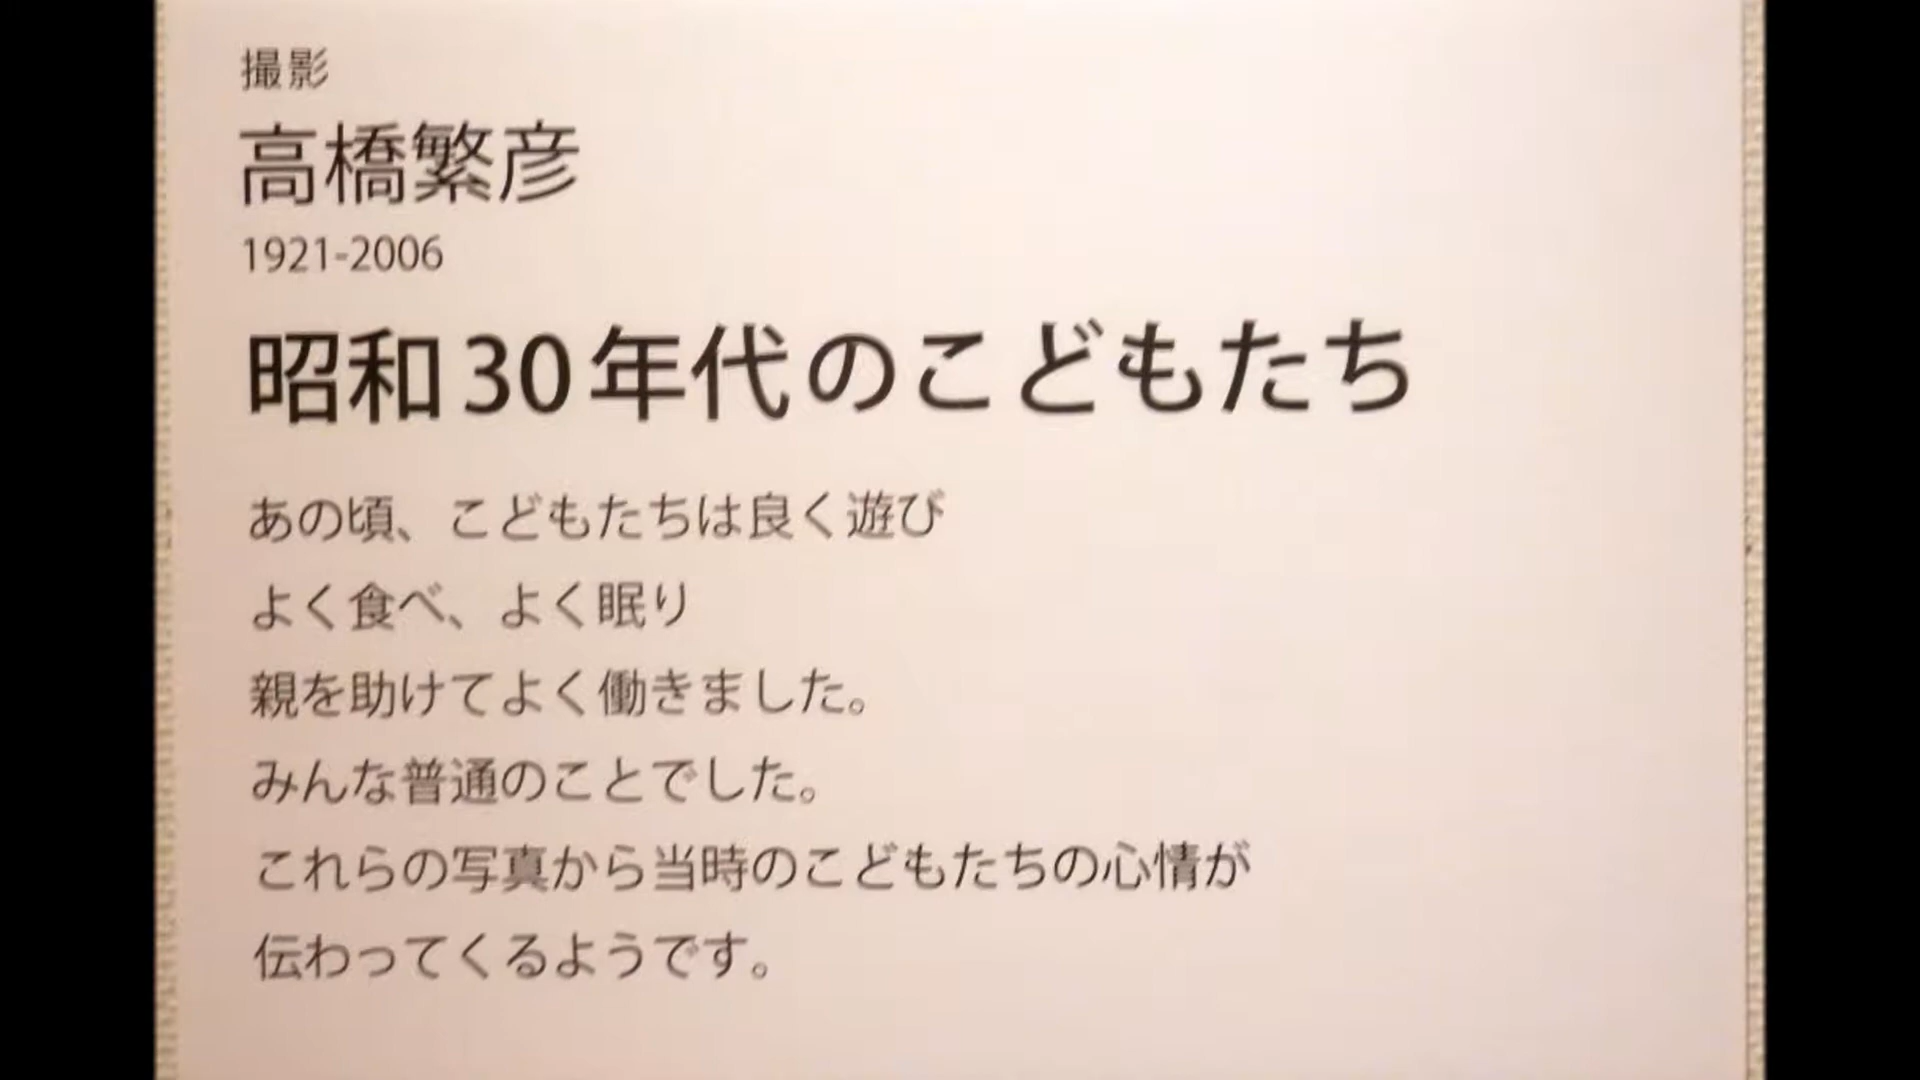 撮影
高橋繁彦
1921-2006
昭和30年代のこどもたち
あの頃、こどもたちは良く遊び
よく食べ、よく眠り
親を助けてよく働きました。
みんな普通のことでした。
これらの写真から当時のこどもたちの心情が
伝わってくるようです。